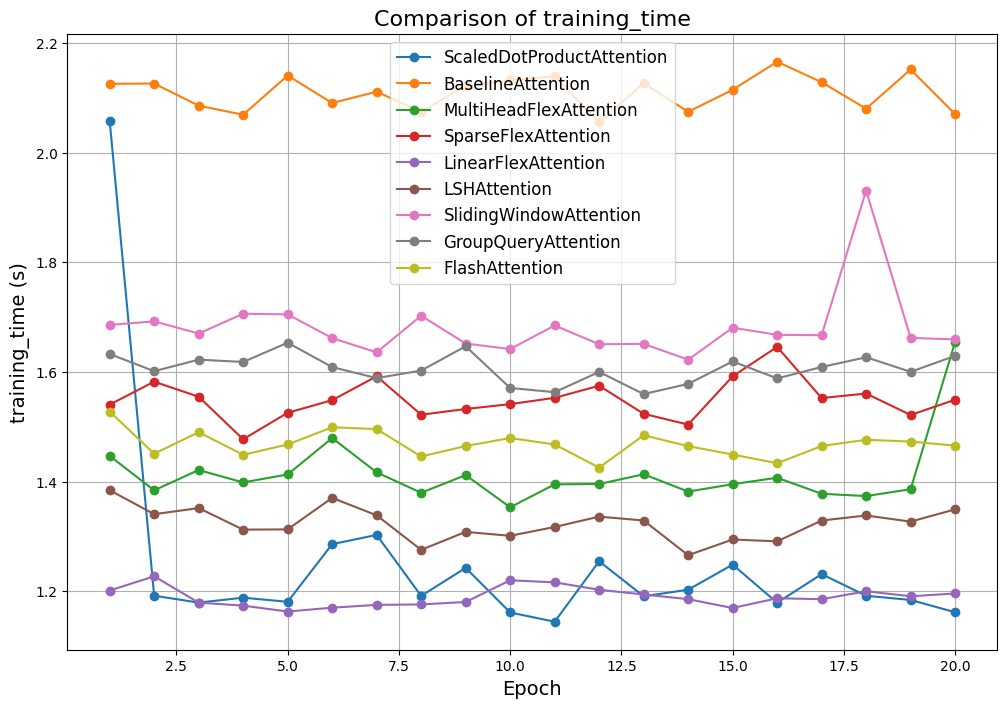 Comparison of training_time
ScaledDotProductAttention
BaselineAttention
MultiHeadFlexAttention
SparseFlexAttention
LinearFlexAttention
LSHAttention
SlidingWindowAttention
GroupQueryAttention
FlashAttention
training_time (s)
2.2
2.0
1.8
1.6
1.4
1.2
2.5 5.0 7.5 10.0 12.5 15.0 17.5 20.0
Epoch